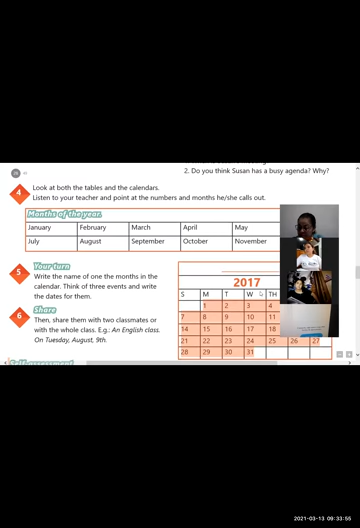 2. Do you think Susan has a busy agenda? Why?
4
Look at both the tables and the calendars.
Listen to your teacher and point at the numbers and months he/she calls out.
Months of the year.
January February March April May
July August September October November
5
Your turn
Write the name of one the months in the
calendar. Think of three events and write
the dates for them.
6
Share
Then, share them with two classmates or
with the whole class. E.g.: An English class.
On Tuesday, August, 9th.
2017
S M T W TH
1 2 3 4
7 8 9 10 11
14 15 16 17 18
21 22 23 24 25 26 27
28 29 30 31
Self-assessment
2021-03-13 09:33:55